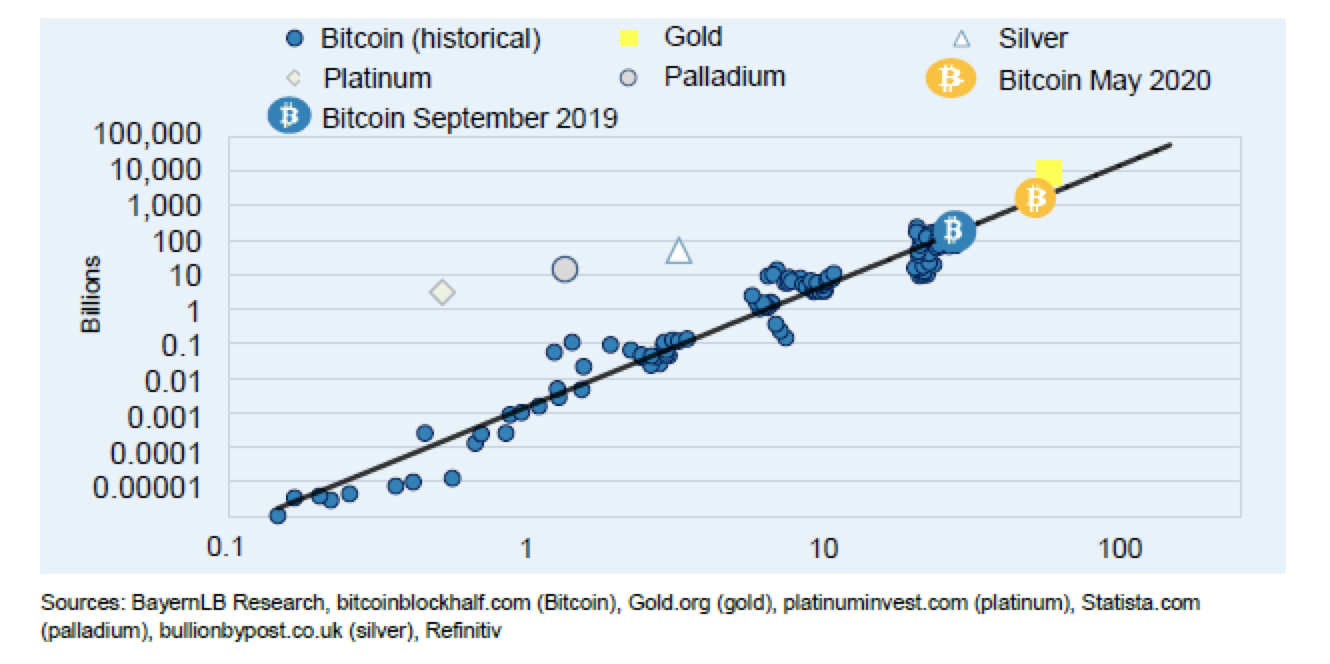 Bitcoin (historical) Gold Silver
Platinum Palladium Bitcoin May 2020
Bitcoin September 2019
100,000
10,000
1,000
100
10
1
0.1
0.01
0.001
0.0001
0.00001
Billions
0.1 1 10 100
Sources: BayernLB Research, bitcoinblockhalf.com (Bitcoin), Gold.org (gold), platinuminvest.com (platinum), Statista.com
(palladium), bullionbypost.co.uk (silver), Refinitiv